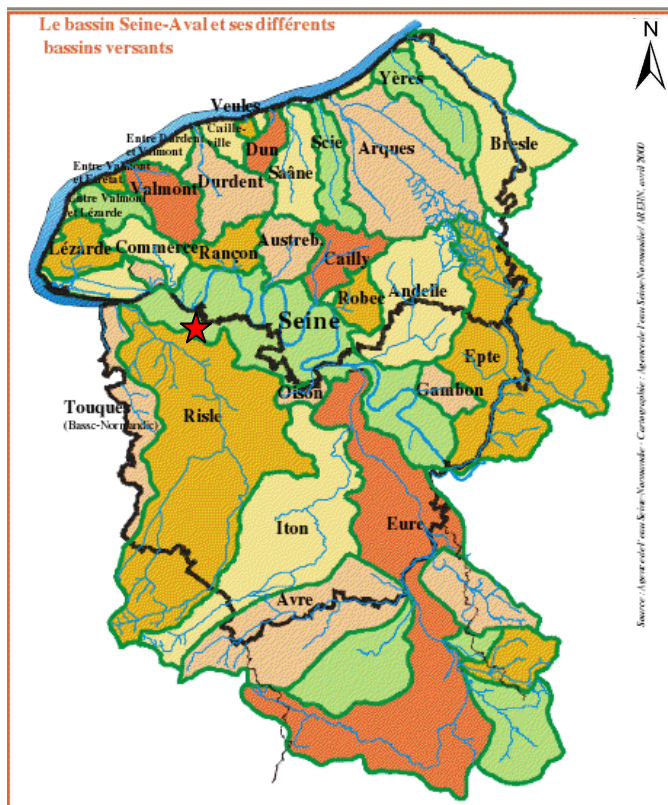 Le bassin Seine-Aval et ses différents
bassins versants
N
Yères
Bresle
Veules
Caille-
ville
Scie
Arques
Entre Durdent
et Valmont
Dun
Saâne
Entre Valmont
et Etretat
Valmont
Durdent
Entre Valmont
et Lézarde
Lézarde
Commerce
Rançon
Austreb.
Cailly
Robec
Andelle
Seine
Epte
Oison
Gambon
Touques
(Basse-Normandie)
Risle
Iton
Eure
Avre
Source : Agence de l'eau Seine-Normandie - Cartographie : Agence de l'eau Seine-Normandie / AREHN, avril 2000